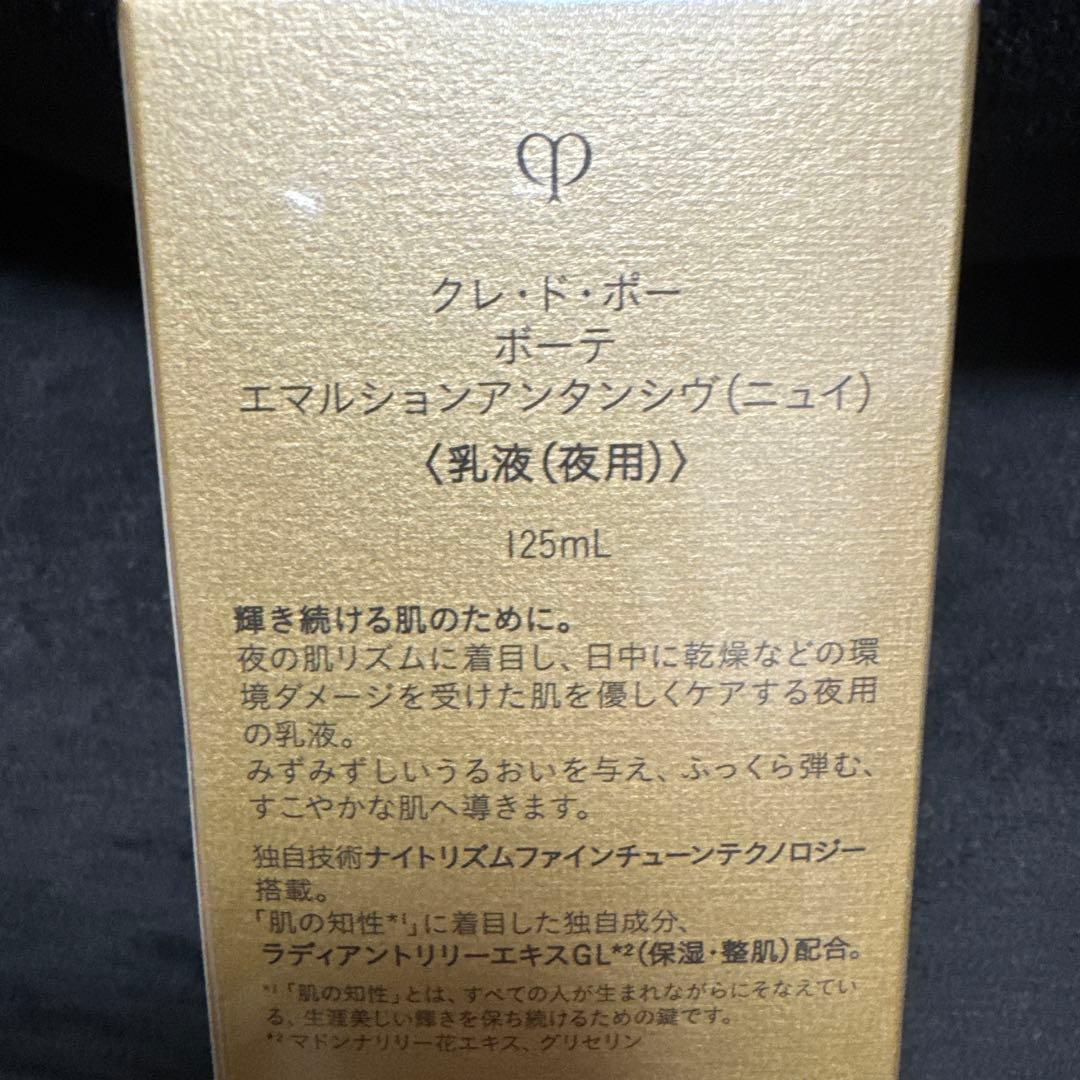 クレ・ド・ポー
ボーテ
エマルションアンタンシヴ(ニュイ)
〈乳液(夜用)〉
125mL
輝き続ける肌のために。
夜の肌リズムに着目し、日中に乾燥などの環
境ダメージを受けた肌を優しくケアする夜用
の乳液。
みずみずしいうるおいを与え、ふっくら弾む、
すこやかな肌へ導きます。
独自技術ナイトリズムファインチューンテクノロジー
搭載。
「肌の知性*¹」に着目した独自成分、
ラディアントリリーエキスGL*²(保湿・整肌)配合。
*¹「肌の知性」とは、すべての人が生まれながらにそなえてい
る、生涯美しい輝きを保ち続けるための鍵です。
*² マドンナリリー花エキス、グリセリン